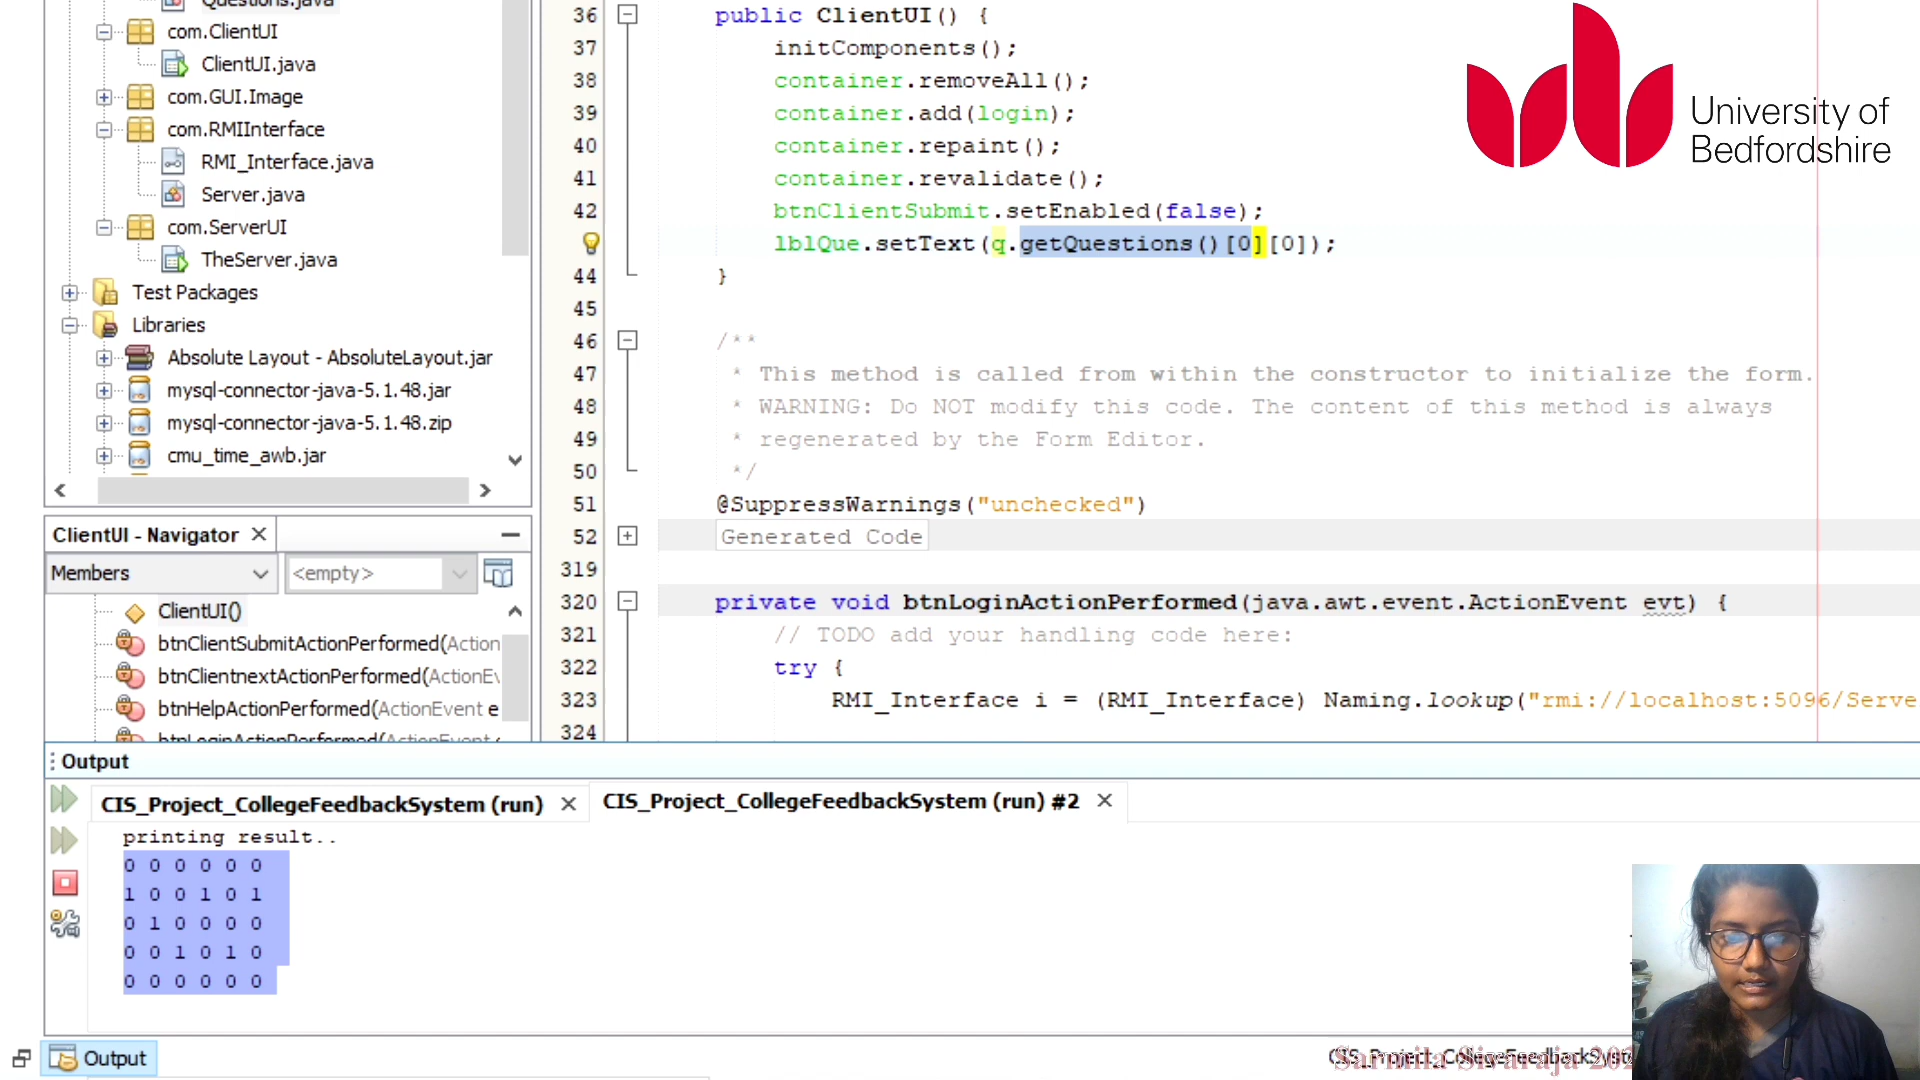 Questions.java
com.ClientUI
ClientUI.java
com.GUI.Image
com.RMIInterface
RMI_Interface.java
Server.java
com.ServerUI
TheServer.java
Test Packages
Libraries
Absolute Layout - AbsoluteLayout.jar
mysql-connector-java-5.1.48.jar
mysql-connector-java-5.1.48.zip
cmu_time_awb.jar
ClientUI - Navigator
Members
<empty>
ClientUI()
btnClientSubmitActionPerformed(Action
btnClientnextActionPerformed(ActionEv
btnHelpActionPerformed(ActionEvent e
btnLoginActionPerformed(ActionEvent
36 public ClientUI() {
37 initComponents();
38 container.removeAll();
39 container.add(login);
40 container.repaint();
41 container.revalidate();
42 btnClientSubmit.setEnabled(false);
lblQue.setText(q.getQuestions()[0][0]);
44 }
45
46 /**
47 * This method is called from within the constructor to initialize the form.
48 * WARNING: Do NOT modify this code. The content of this method is always
49 * regenerated by the Form Editor.
50 */
51 @SuppressWarnings("unchecked")
52 Generated Code
319
320 private void btnLoginActionPerformed(java.awt.event.ActionEvent evt) {
321 // TODO add your handling code here:
322 try {
323 RMI_Interface i = (RMI_Interface) Naming.lookup("rmi://localhost:5096/Serve
324
University of
Bedfordshire
Output
CIS_Project_CollegeFeedbackSystem (run)
CIS_Project_CollegeFeedbackSystem (run) #2
printing result..
0 0 0 0 0 0
1 0 0 1 0 1
0 1 0 0 0 0
0 0 1 0 1 0
0 0 0 0 0 0
Output
CIS_Project_CollegeFeedbackSyste
Sarmila Sivaraja 202